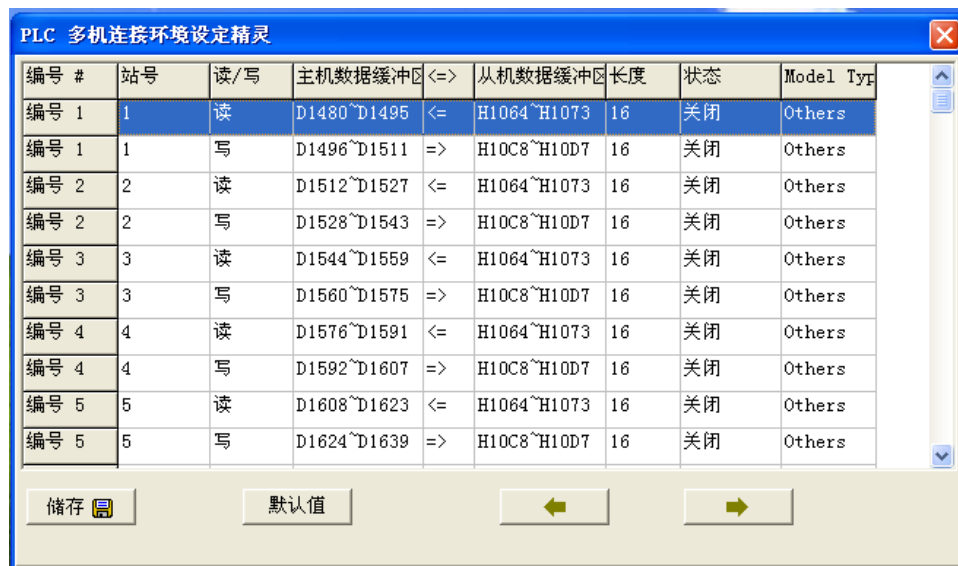 PLC 多机连接环境设定精灵
编号 # 站号 读/写 主机数据缓冲区 <=> 从机数据缓冲区 长度 状态 Model Typ
编号 1 1 读 D1480~D1495 <= H1064~H1073 16 关闭 Others
编号 1 1 写 D1496~D1511 => H10C8~H10D7 16 关闭 Others
编号 2 2 读 D1512~D1527 <= H1064~H1073 16 关闭 Others
编号 2 2 写 D1528~D1543 => H10C8~H10D7 16 关闭 Others
编号 3 3 读 D1544~D1559 <= H1064~H1073 16 关闭 Others
编号 3 3 写 D1560~D1575 => H10C8~H10D7 16 关闭 Others
编号 4 4 读 D1576~D1591 <= H1064~H1073 16 关闭 Others
编号 4 4 写 D1592~D1607 => H10C8~H10D7 16 关闭 Others
编号 5 5 读 D1608~D1623 <= H1064~H1073 16 关闭 Others
编号 5 5 写 D1624~D1639 => H10C8~H10D7 16 关闭 Others
储存 默认值